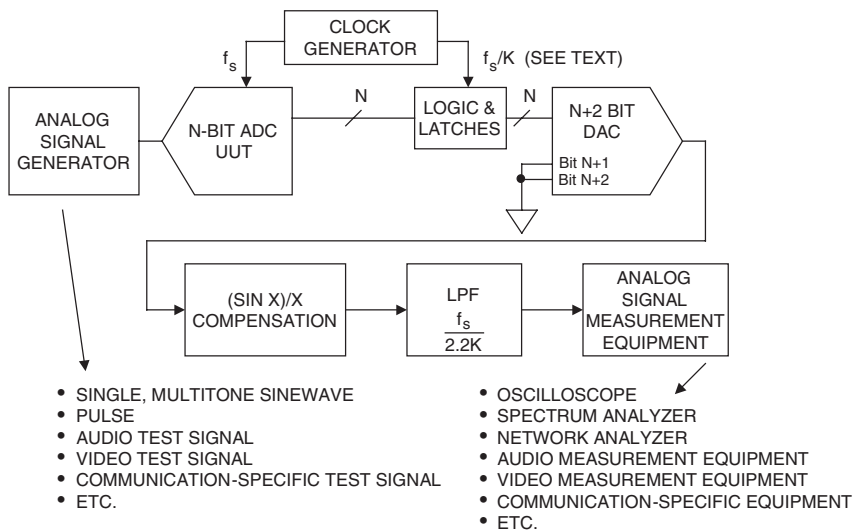 CLOCK
GENERATOR
fs
fs/K (SEE TEXT)
ANALOG
SIGNAL
GENERATOR
N-BIT ADC
UUT
N
LOGIC &
LATCHES
N
N+2 BIT
DAC
Bit N+1
Bit N+2
(SIN X)/X
COMPENSATION
LPF
fs
2.2K
ANALOG
SIGNAL
MEASUREMENT
EQUIPMENT
• SINGLE, MULTITONE SINEWAVE
• PULSE
• AUDIO TEST SIGNAL
• VIDEO TEST SIGNAL
• COMMUNICATION-SPECIFIC TEST SIGNAL
• ETC.
• OSCILLOSCOPE
• SPECTRUM ANALYZER
• NETWORK ANALYZER
• AUDIO MEASUREMENT EQUIPMENT
• VIDEO MEASUREMENT EQUIPMENT
• COMMUNICATION-SPECIFIC EQUIPMENT
• ETC.